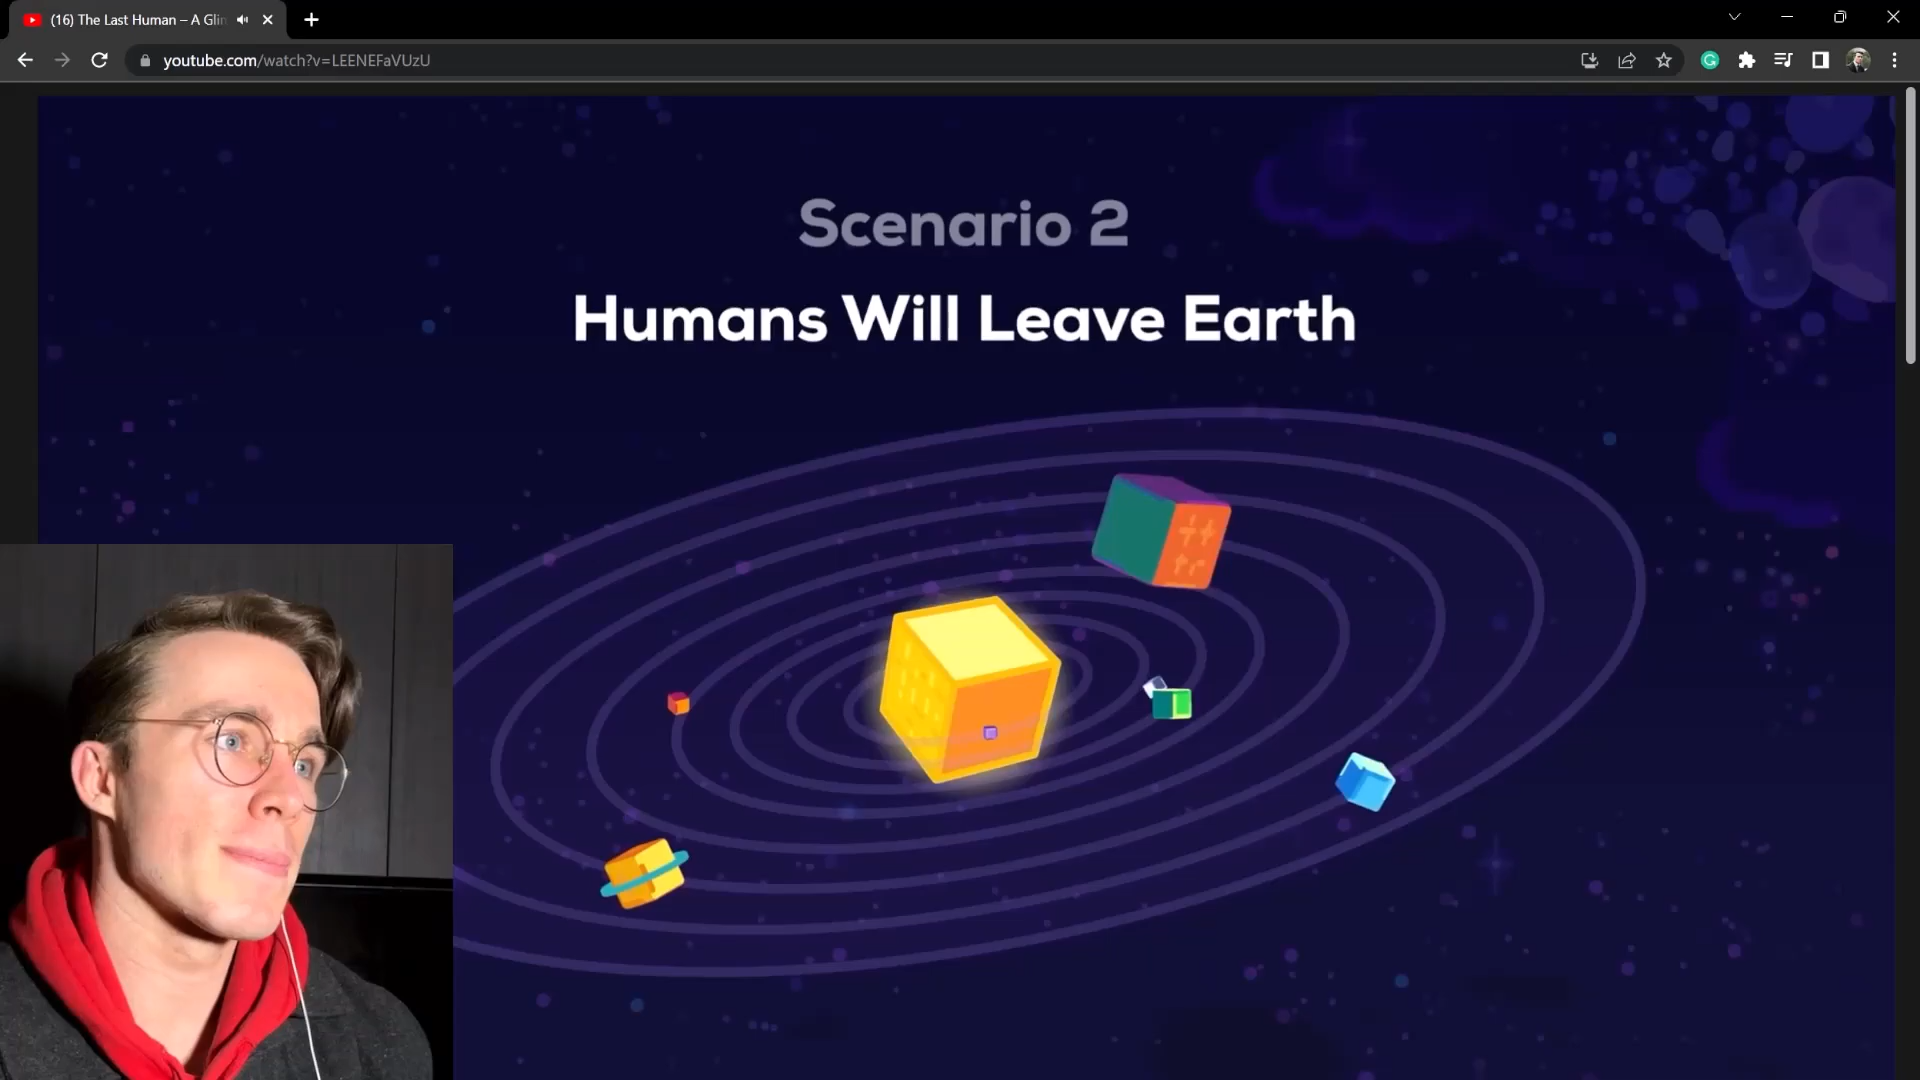 (16) The Last Human – A Glin
youtube.com/watch?v=LEENEFaVUzU
Scenario 2
Humans Will Leave Earth